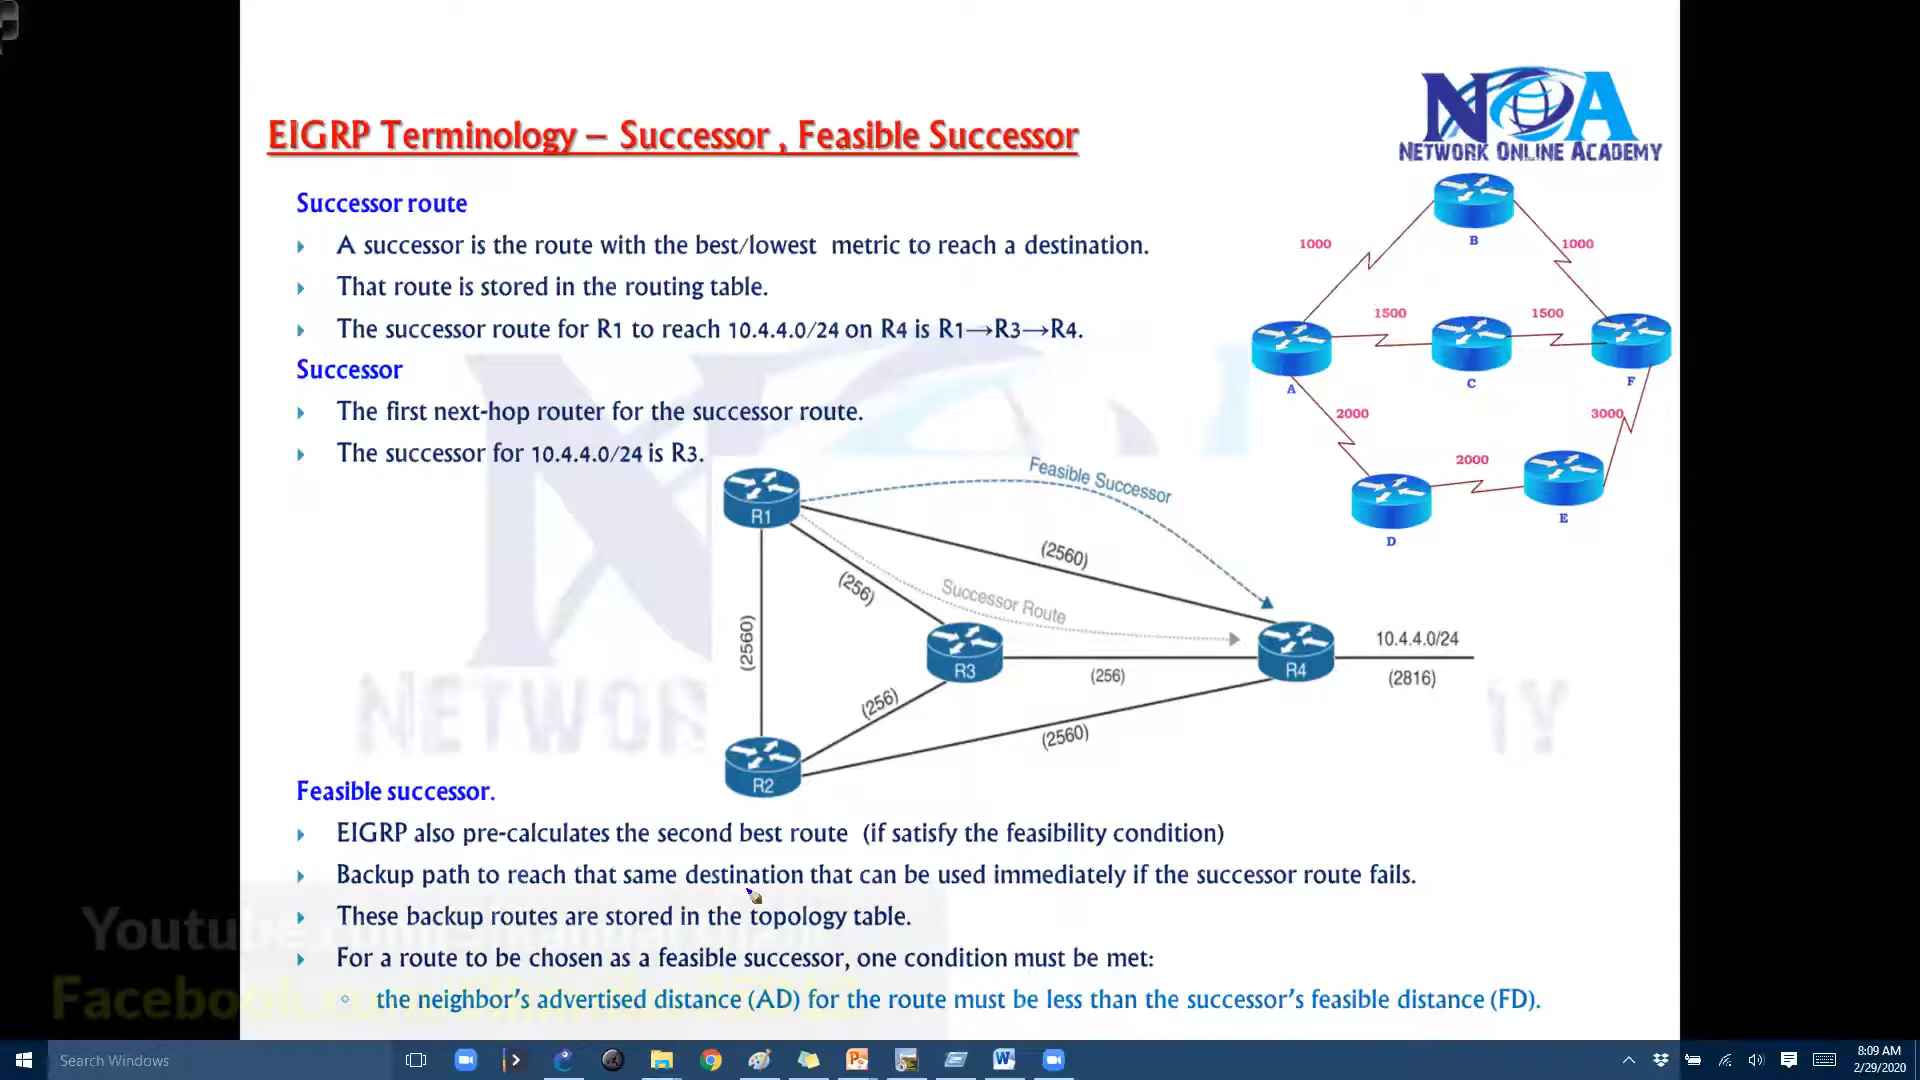 EIGRP Terminology – Successor , Feasible Successor
NOA
NETWORK ONLINE ACADEMY
Successor route
A successor is the route with the best/lowest metric to reach a destination.
That route is stored in the routing table.
The successor route for R1 to reach 10.4.4.0/24 on R4 is R1→R3→R4.
Successor
The first next-hop router for the successor route.
The successor for 10.4.4.0/24 is R3.
B
1000
1000
1500
1500
A
C
F
2000
3000
2000
D
E
Feasible Successor
R1
(2560)
(256)
Successor Route
(2560)
R3
(256)
R4
10.4.4.0/24
(2816)
(256)
(2560)
R2
Feasible successor.
EIGRP also pre-calculates the second best route (if satisfy the feasibility condition)
Backup path to reach that same destination that can be used immediately if the successor route fails.
These backup routes are stored in the topology table.
For a route to be chosen as a feasible successor, one condition must be met:
the neighbor's advertised distance (AD) for the route must be less than the successor's feasible distance (FD).
Search Windows
8:09 AM
2/29/2020